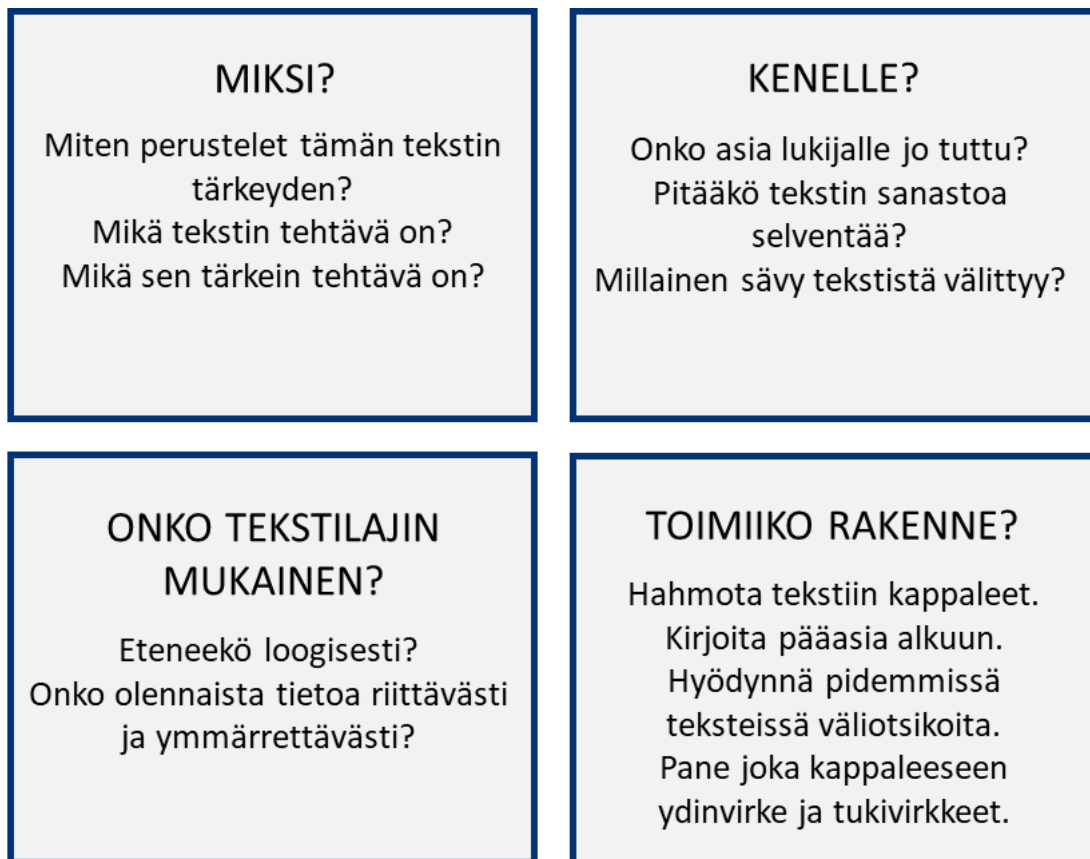 MIKSI?
Miten perustelet tämän tekstin
tärkeyden?
Mikä tekstin tehtävä on?
Mikä sen tärkein tehtävä on?
KENELLE?
Onko asia lukijalle jo tuttu?
Pitääkö tekstin sanastoa
selventää?
Millainen sävy tekstistä välittyy?
ONKO TEKSTILAJIN
MUKAINEN?
Eteneekö loogisesti?
Onko olennaista tietoa riittävästi
ja ymmärrettävästi?
TOIMIIKO RAKENNE?
Hahmota tekstiin kappaleet.
Kirjoita pääasia alkuun.
Hyödynnä pidemmissä
teksteissä väliotsikoita.
Pane joka kappaleeseen
ydinvirke ja tukivirkkeet.